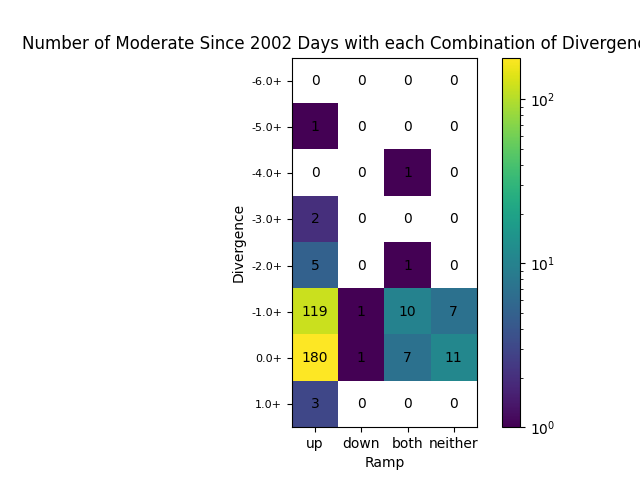 Number of Moderate Since 2002 Days with each Combination of Divergenc
-6.0+ 0 0 0 0
-5.0+ 1 0 0 0
-4.0+ 0 0 1 0
-3.0+ 2 0 0 0
-2.0+ 5 0 1 0
-1.0+ 119 1 10 7
0.0+ 180 1 7 11
1.0+ 3 0 0 0
up down both neither
Ramp
Divergence
10²
10¹
10⁰